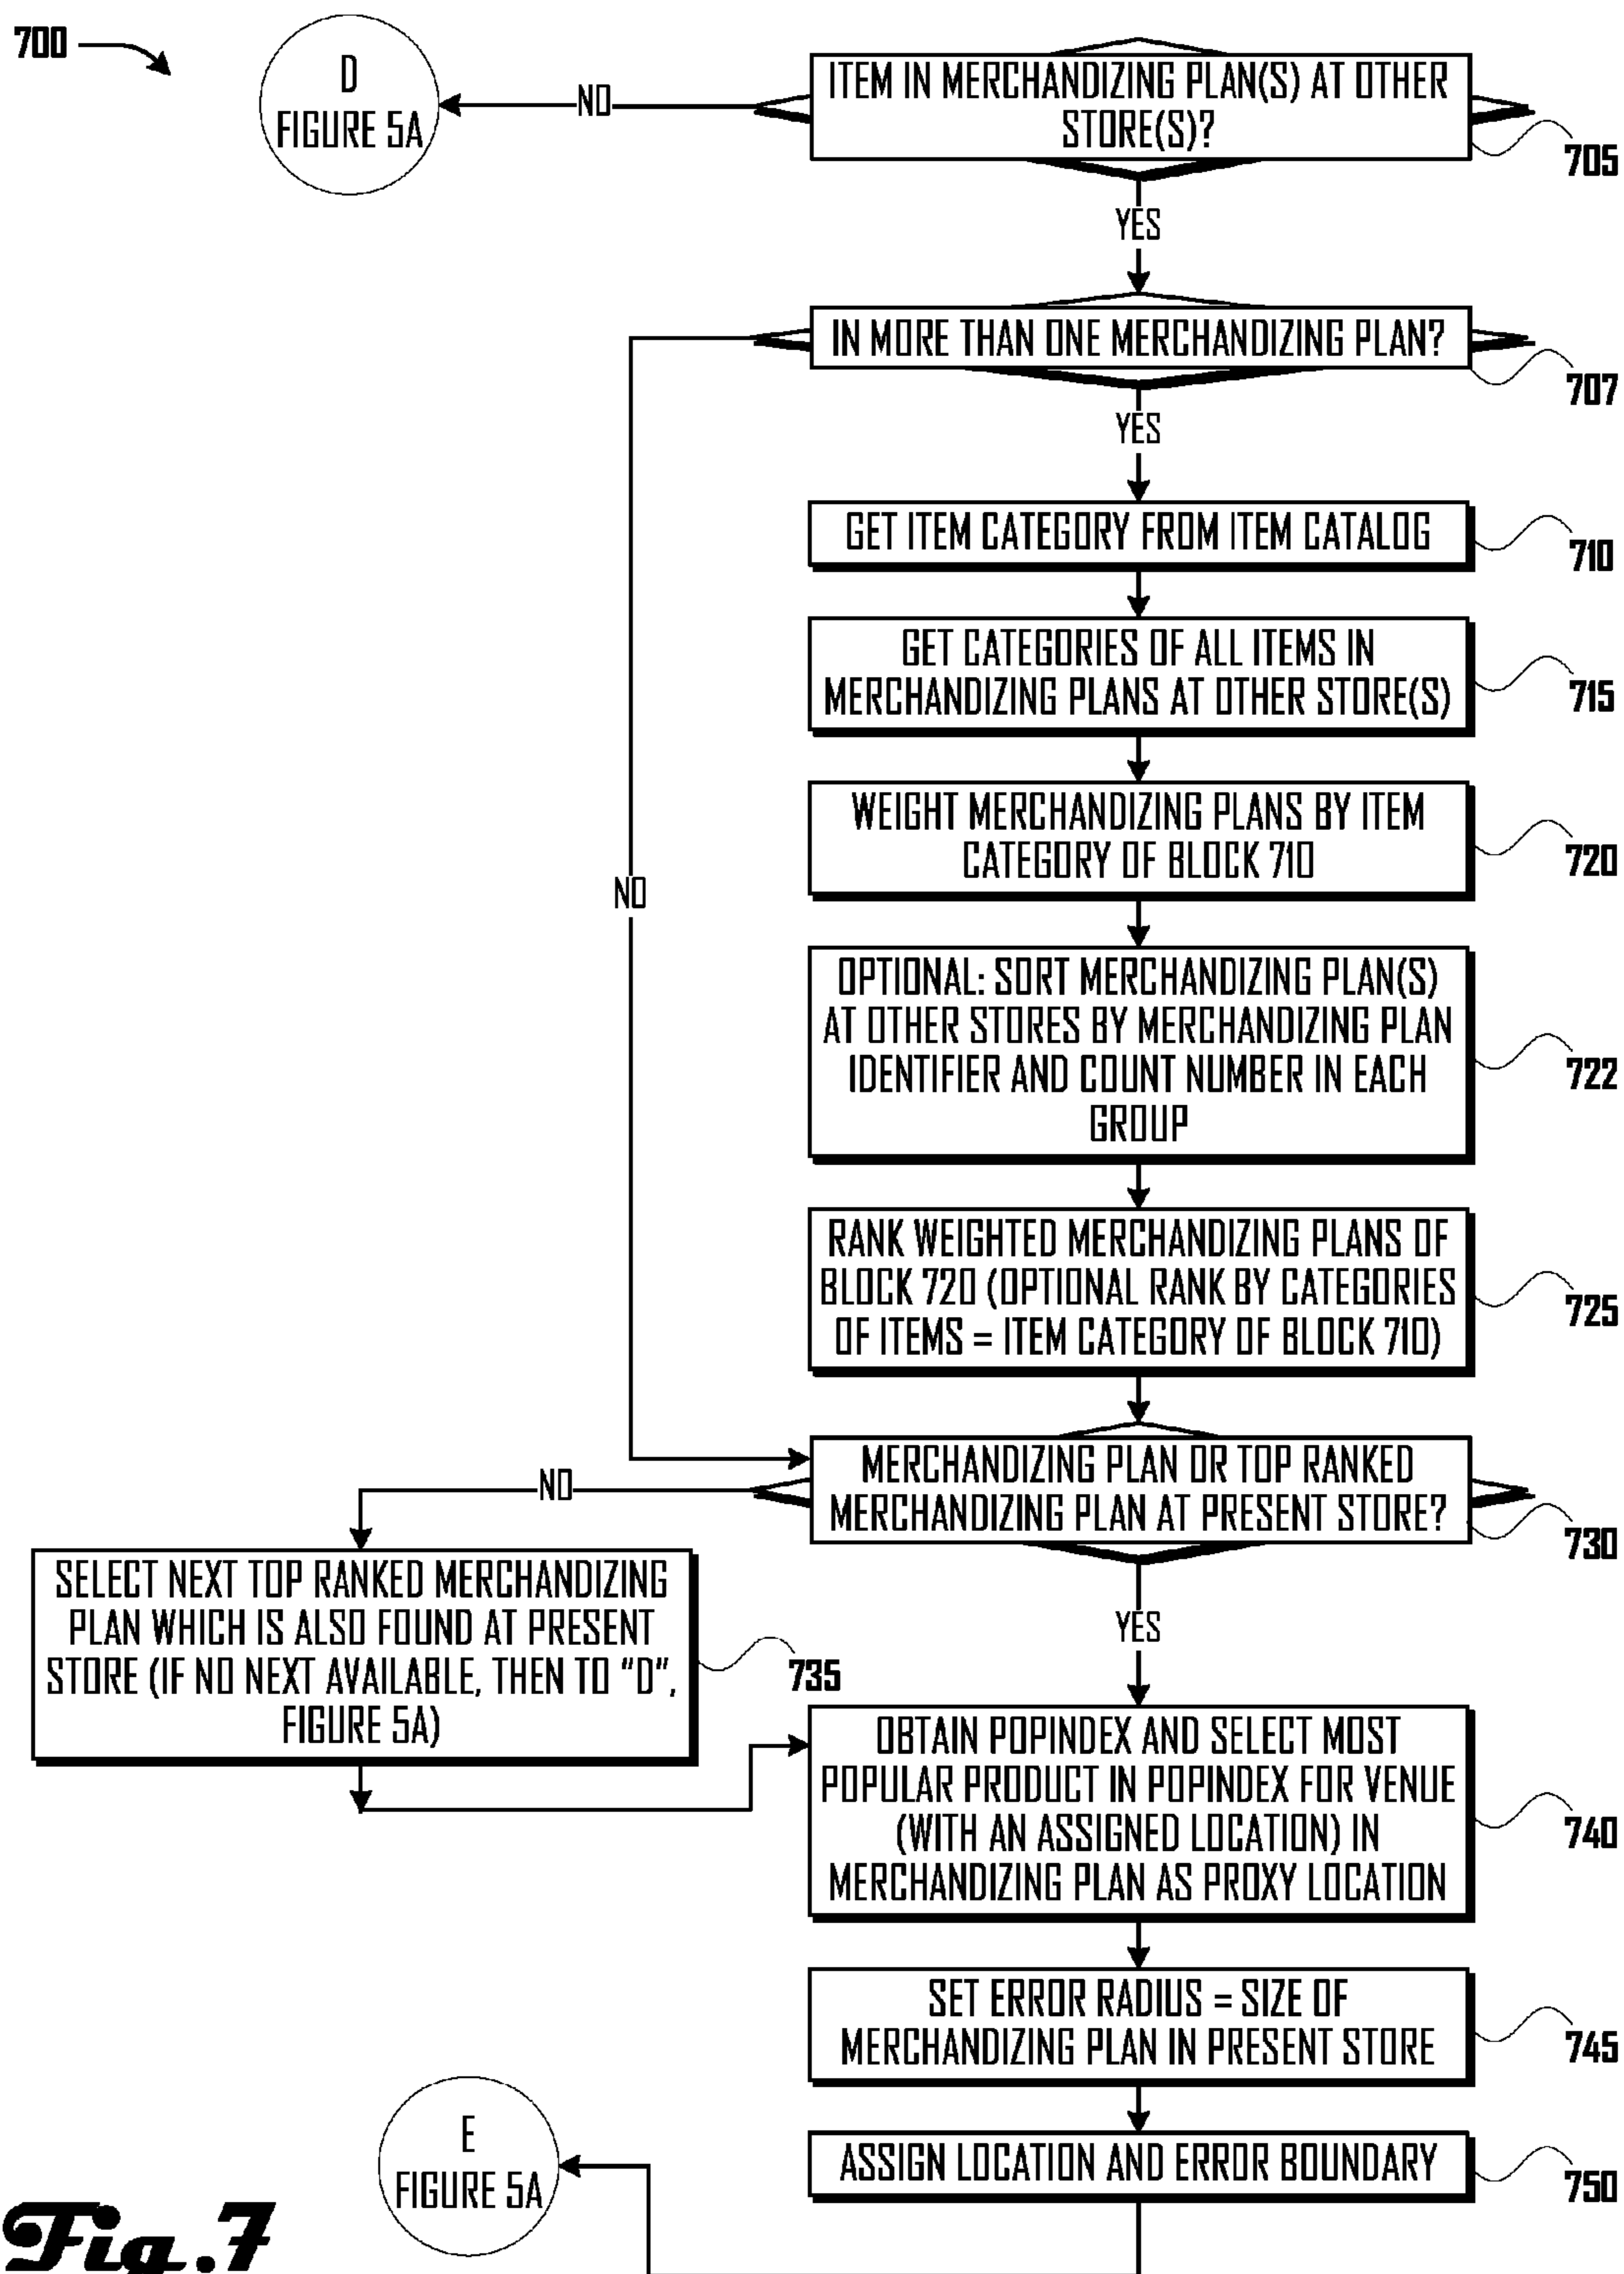 700
D
FIGURE 5A
NO
ITEM IN MERCHANDIZING PLAN(S) AT OTHER
STORE(S)?
705
YES
IN MORE THAN ONE MERCHANDIZING PLAN?
707
YES
NO
GET ITEM CATEGORY FROM ITEM CATALOG
710
GET CATEGORIES OF ALL ITEMS IN
MERCHANDIZING PLANS AT OTHER STORE(S)
715
WEIGHT MERCHANDIZING PLANS BY ITEM
CATEGORY OF BLOCK 710
720
OPTIONAL: SORT MERCHANDIZING PLAN(S)
AT OTHER STORES BY MERCHANDIZING PLAN
IDENTIFIER AND COUNT NUMBER IN EACH
GROUP
722
RANK WEIGHTED MERCHANDIZING PLANS OF
BLOCK 720 (OPTIONAL RANK BY CATEGORIES
OF ITEMS = ITEM CATEGORY OF BLOCK 710)
725
MERCHANDIZING PLAN OR TOP RANKED
MERCHANDIZING PLAN AT PRESENT STORE?
730
NO
SELECT NEXT TOP RANKED MERCHANDIZING
PLAN WHICH IS ALSO FOUND AT PRESENT
STORE (IF NO NEXT AVAILABLE, THEN TO "D",
FIGURE 5A)
735
YES
OBTAIN POPINDEX AND SELECT MOST
POPULAR PRODUCT IN POPINDEX FOR VENUE
(WITH AN ASSIGNED LOCATION) IN
MERCHANDIZING PLAN AS PROXY LOCATION
740
SET ERROR RADIUS = SIZE OF
MERCHANDIZING PLAN IN PRESENT STORE
745
ASSIGN LOCATION AND ERROR BOUNDARY
750
E
FIGURE 5A
Fig.7